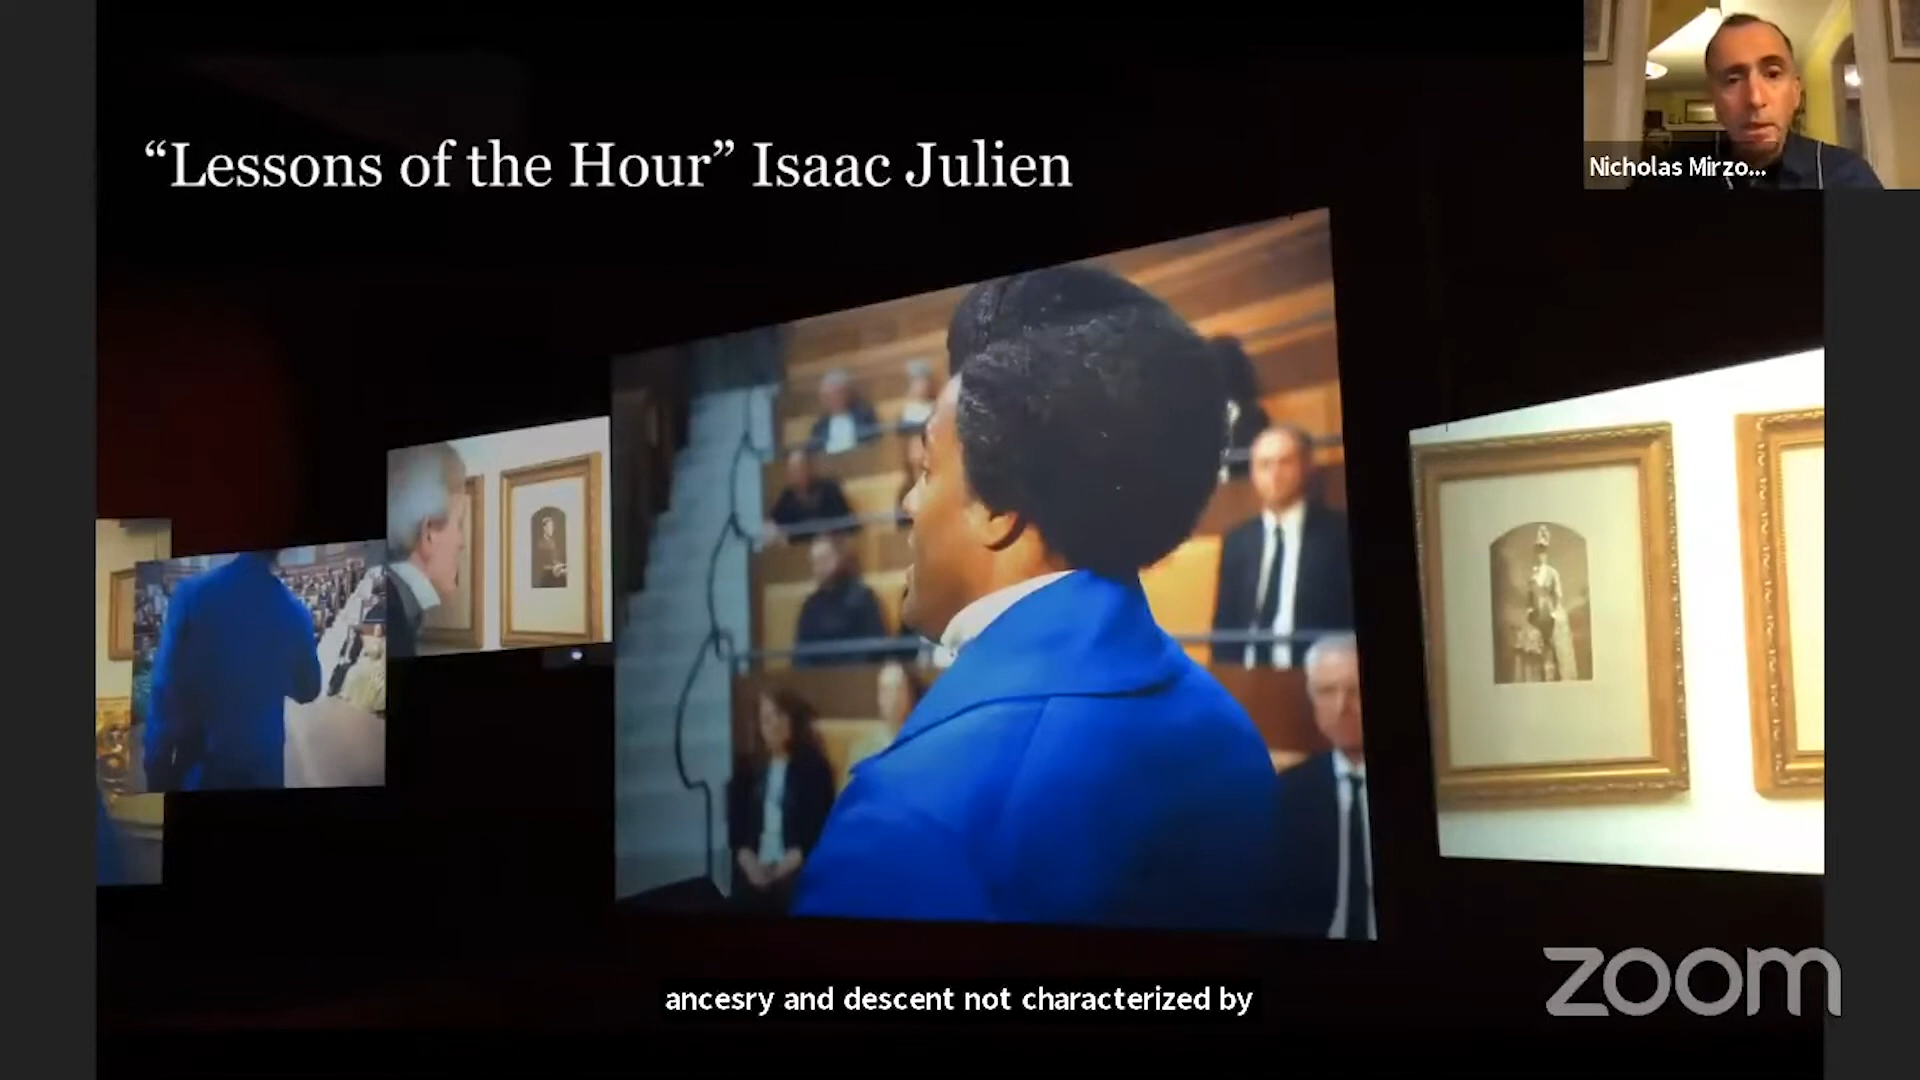 “Lessons of the Hour” Isaac Julien
Nicholas Mirzo...
ancesry and descent not characterized by
zoom